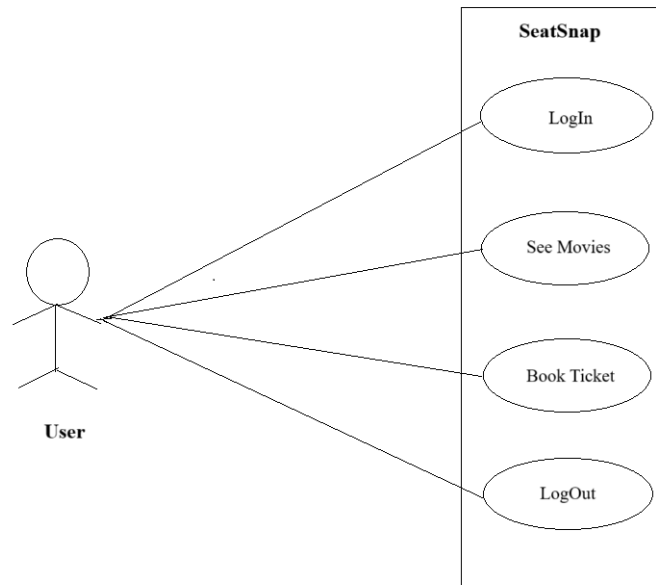 SeatSnap
LogIn
See Movies
Book Ticket
LogOut
User